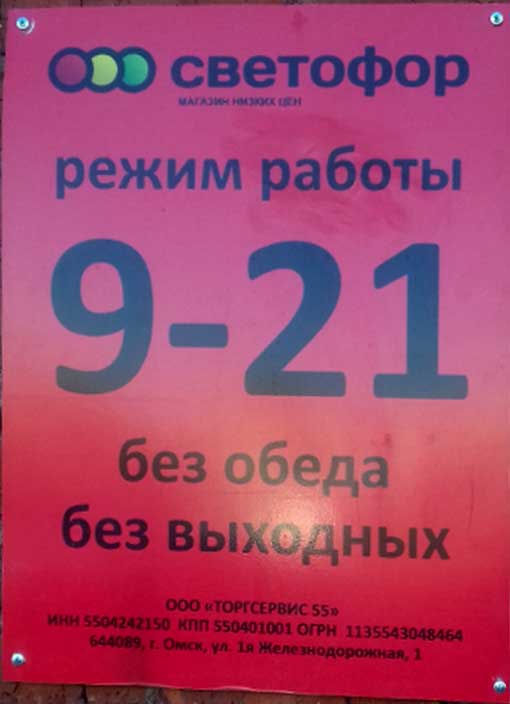 светофор
МАГАЗИН НИЗКИХ ЦЕН
режим работы
9-21
без обеда
без выходных
ООО «ТОРГСЕРВИС 55»
ИНН 5504242150 КПП 550401001 ОГРН 1135543048464
644089, г. Омск, ул. 1я Железнодорожная, 1